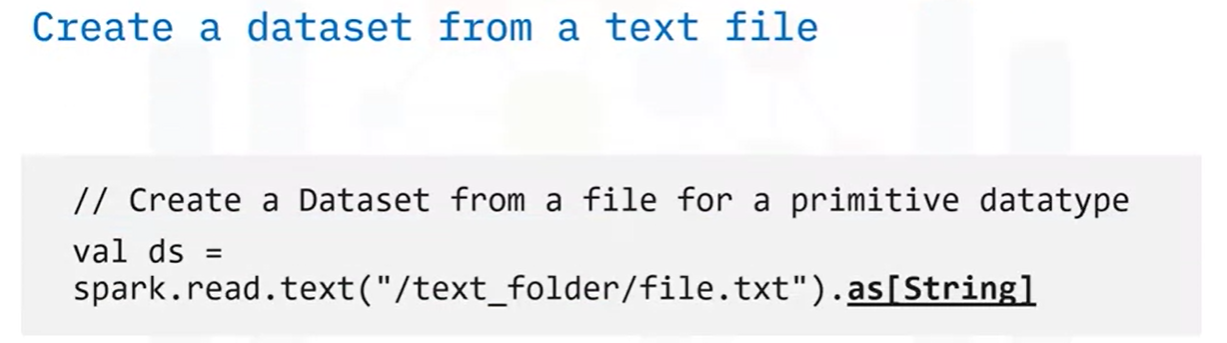 Create a dataset from a text file
// Create a Dataset from a file for a primitive datatype
val ds =
spark.read.text("/text_folder/file.txt").as[String]